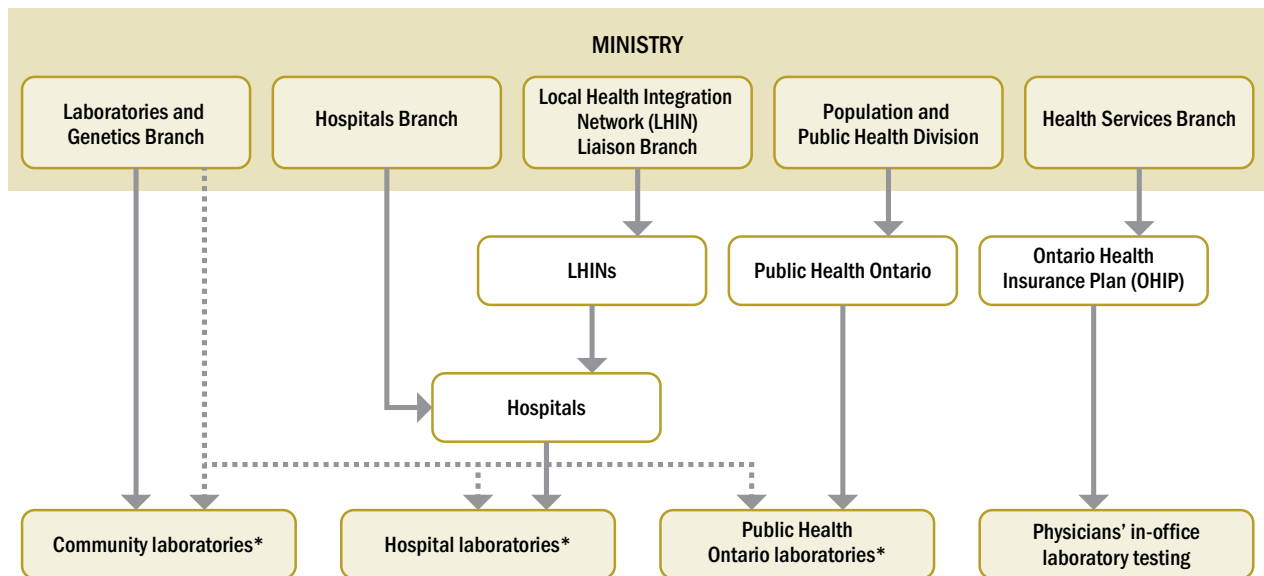 MINISTRY
Laboratories and
Genetics Branch
Hospitals Branch
Local Health Integration
Network (LHIN)
Liaison Branch
Population and
Public Health Division
Health Services Branch
LHINs
Public Health Ontario
Ontario Health
Insurance Plan (OHIP)
Hospitals
Community laboratories*
Hospital laboratories*
Public Health
Ontario laboratories*
Physicians’ in-office
laboratory testing